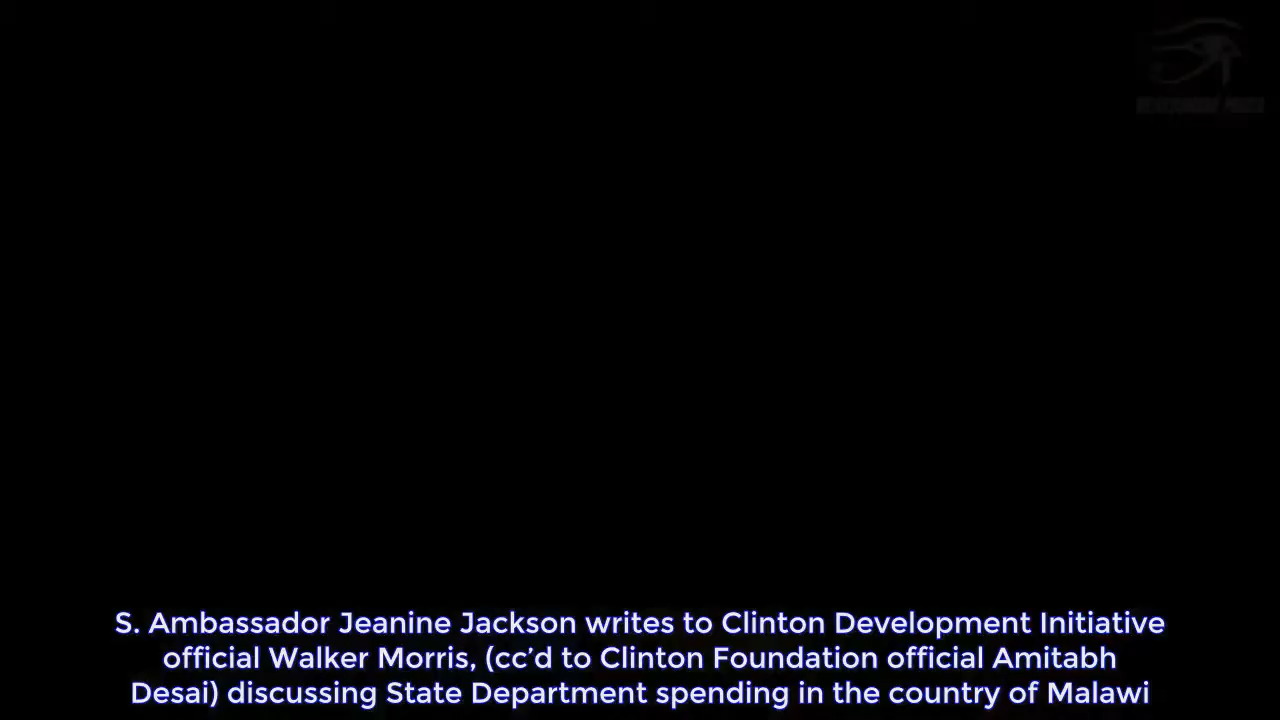 S. Ambassador Jeanine Jackson writes to Clinton Development Initiative
official Walker Morris, (cc’d to Clinton Foundation official Amitabh
Desai) discussing State Department spending in the country of Malawi